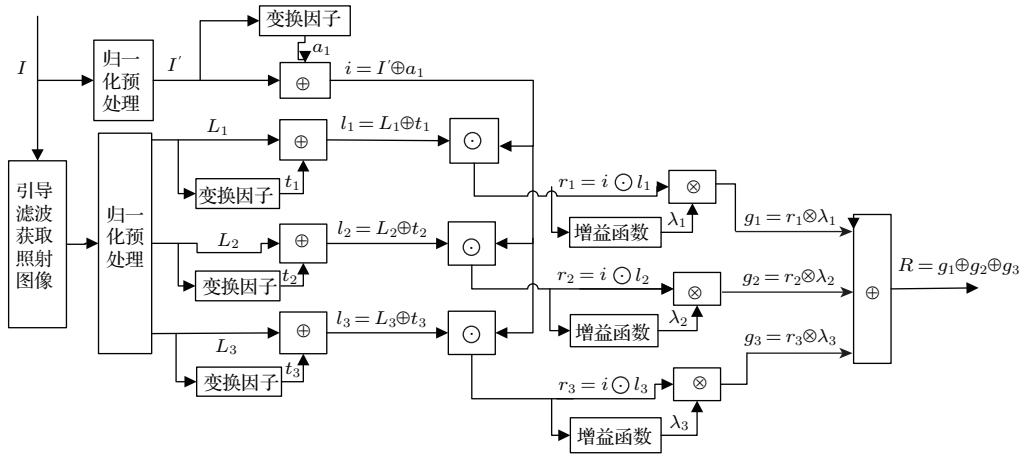 变换因子
a₁
I
归一化预处理
I′
⊕
i = I′⊕a₁
L₁
⊕
l₁ = L₁⊕t₁
⊙
变换因子
t₁
引导滤波获取照射图像
归一化预处理
r₁ = i ⊙ l₁
⊗
λ₁
增益函数
g₁ = r₁⊗λ₁
L₂
⊕
l₂ = L₂⊕t₂
⊙
变换因子
t₂
r₂ = i ⊙ l₂
⊗
λ₂
增益函数
g₂ = r₂⊗λ₂
⊕
R = g₁⊕g₂⊕g₃
L₃
⊕
l₃ = L₃⊕t₃
⊙
变换因子
t₃
r₃ = i ⊙ l₃
⊗
λ₃
增益函数
g₃ = r₃⊗λ₃